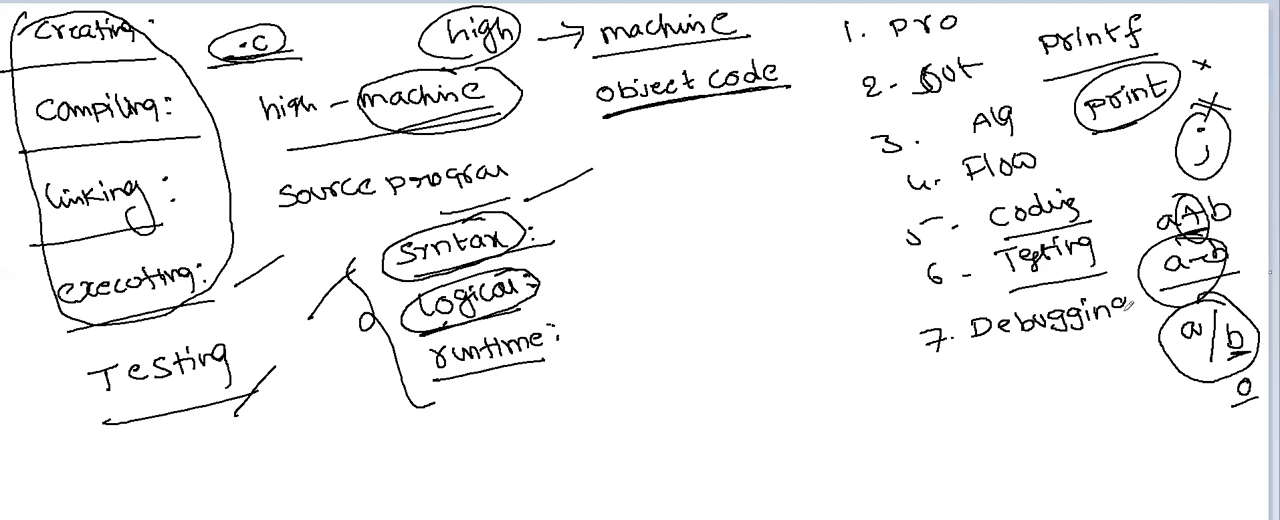 Creating: .C high → machine
object code
Compiling: high - machine
Linking: source program
executing:
Testing
Syntax:
Logical:
runtime:
1. Pro
2. Out
3. Alg
4. Flow
5. Coding
6 - Testing
7. Debugging
printf
print x
;
a+b
a-b
a/b
0